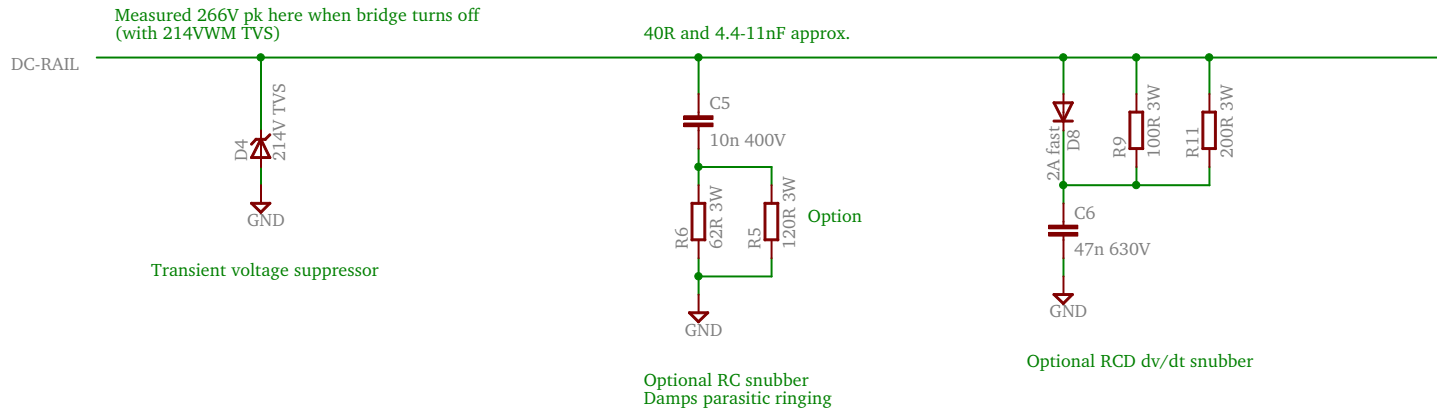 Measured 266V pk here when bridge turns off
(with 214VWM TVS)
40R and 4.4-11nF approx.
DC-RAIL
D4
214V TVS
GND
Transient voltage suppressor
C5
10n 400V
R6
62R 3W
R5
120R 3W
Option
GND
Optional RC snubber
Damps parasitic ringing
2A fast
D8
R9
100R 3W
R11
200R 3W
C6
47n 630V
GND
Optional RCD dv/dt snubber